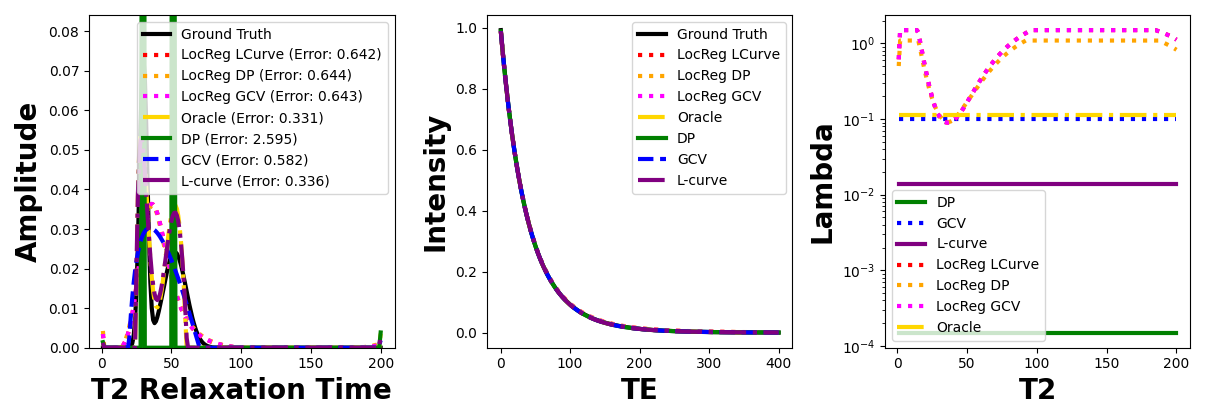 0.08
0.07
0.06
0.05
0.04
0.03
0.02
0.01
0.00
Amplitude
0
50
100
150
200
T2 Relaxation Time
Ground Truth
LocReg LCurve (Error: 0.642)
LocReg DP (Error: 0.644)
LocReg GCV (Error: 0.643)
Oracle (Error: 0.331)
DP (Error: 2.595)
GCV (Error: 0.582)
L-curve (Error: 0.336)
1.0
0.8
0.6
0.4
0.2
0.0
Intensity
0
100
200
300
400
TE
Ground Truth
LocReg LCurve
LocReg DP
LocReg GCV
Oracle
DP
GCV
L-curve
10⁰
10⁻¹
10⁻²
10⁻³
10⁻⁴
Lambda
0
50
100
150
200
T2
DP
GCV
L-curve
LocReg LCurve
LocReg DP
LocReg GCV
Oracle